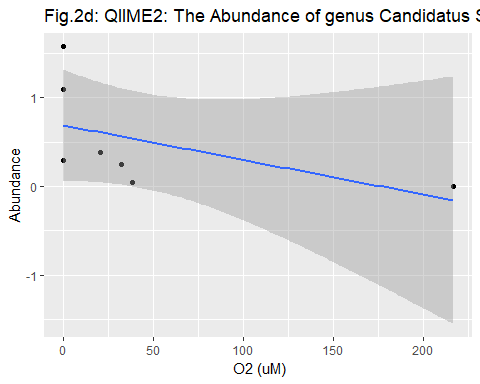 Fig.2d: QIIME2: The Abundance of genus Candidatus S
Abundance
1
0
-1
0
50
100
150
200
O2 (uM)